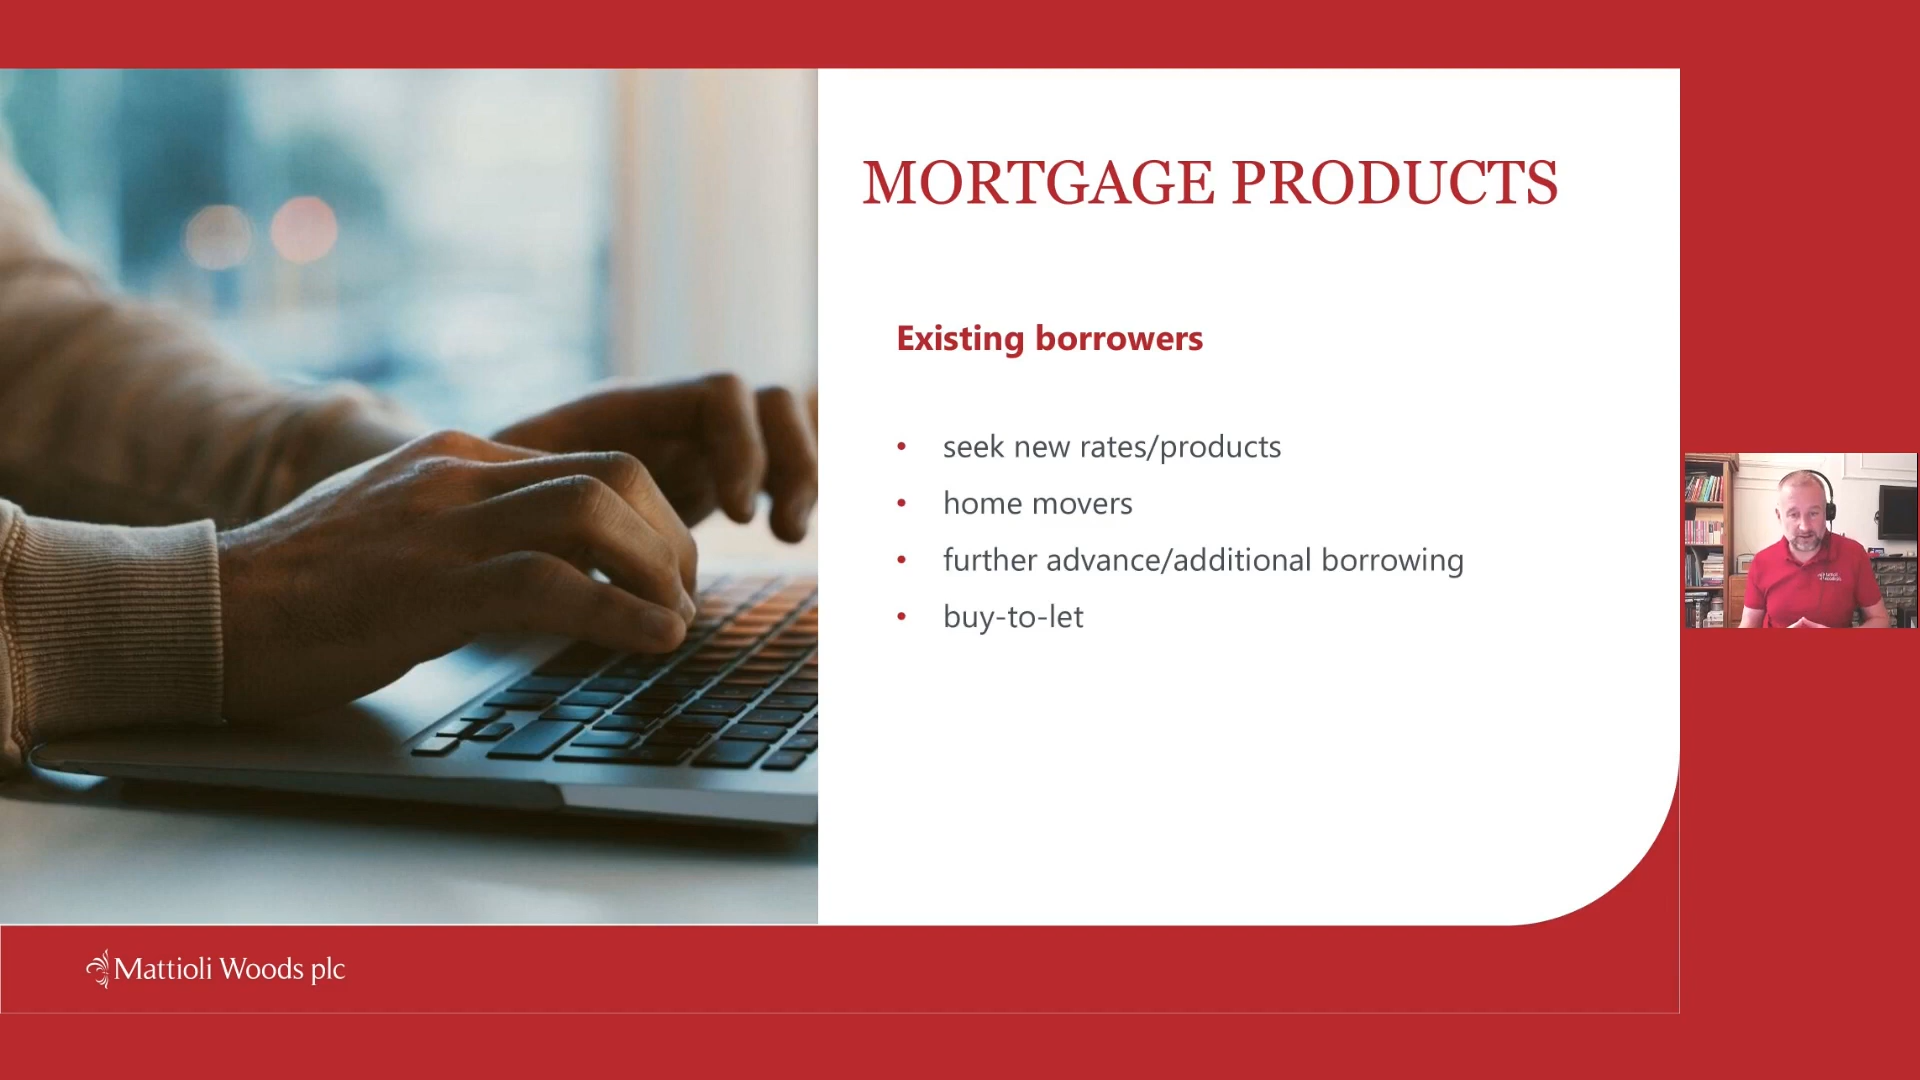 MORTGAGE PRODUCTS
Existing borrowers
• seek new rates/products
• home movers
• further advance/additional borrowing
• buy-to-let
Mattioli Woods plc